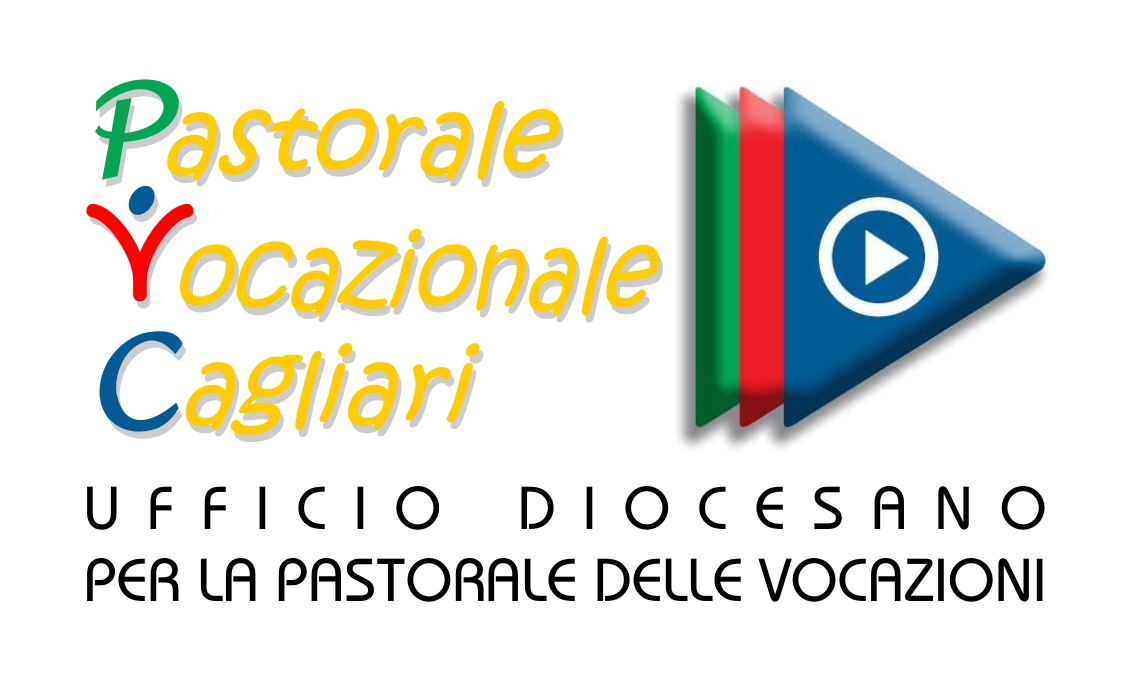 Pastorale
Vocazionale
Cagliari
UFFICIO DIOCESANO
PER LA PASTORALE DELLE VOCAZIONI